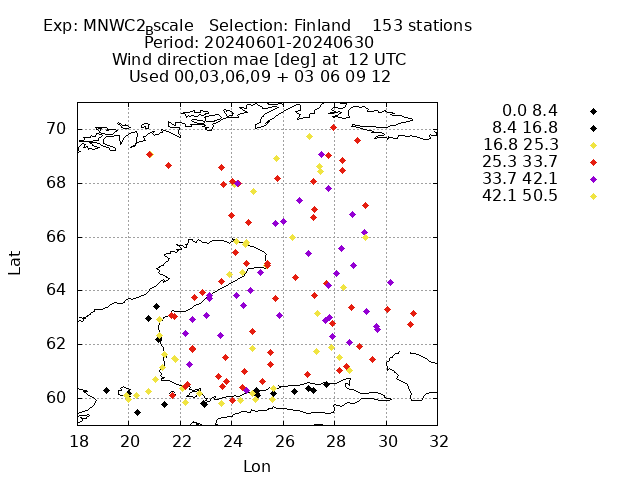 Exp: MNWC2_Bscale Selection: Finland 153 stations
Period: 20240601-20240630
Wind direction mae [deg] at 12 UTC
Used 00,03,06,09 + 03 06 09 12
0.0 8.4
8.4 16.8
16.8 25.3
25.3 33.7
33.7 42.1
42.1 50.5
70
68
66
64
62
60
Lat
18 20 22 24 26 28 30 32
Lon